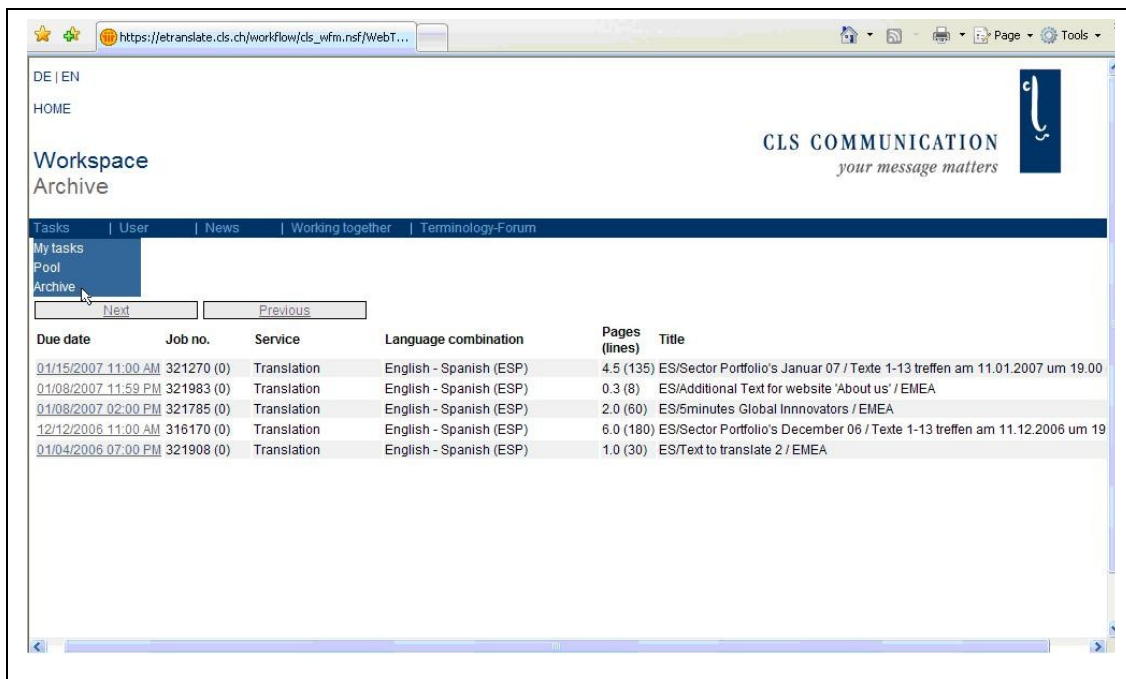 https://etranslate.cls.ch/workflow/cls_wfm.nsf/WebT...
Page
Tools
DE | EN
HOME
CLS COMMUNICATION
your message matters
Workspace
Archive
Tasks | User | News | Working together | Terminology-Forum
My tasks
Pool
Archive
Next Previous
Due date Job no. Service Language combination Pages (lines) Title
01/15/2007 11:00 AM 321270 (0) Translation English - Spanish (ESP) 4.5 (135) ES/Sector Portfolio's Januar 07 / Texte 1-13 treffen am 11.01.2007 um 19.00
01/08/2007 11:59 PM 321983 (0) Translation English - Spanish (ESP) 0.3 (8) ES/Additional Text for website 'About us' / EMEA
01/08/2007 02:00 PM 321785 (0) Translation English - Spanish (ESP) 2.0 (60) ES/5minutes Global Innnovators / EMEA
12/12/2006 11:00 AM 316170 (0) Translation English - Spanish (ESP) 6.0 (180) ES/Sector Portfolio's December 06 / Texte 1-13 treffen am 11.12.2006 um 19
01/04/2006 07:00 PM 321908 (0) Translation English - Spanish (ESP) 1.0 (30) ES/Text to translate 2 / EMEA